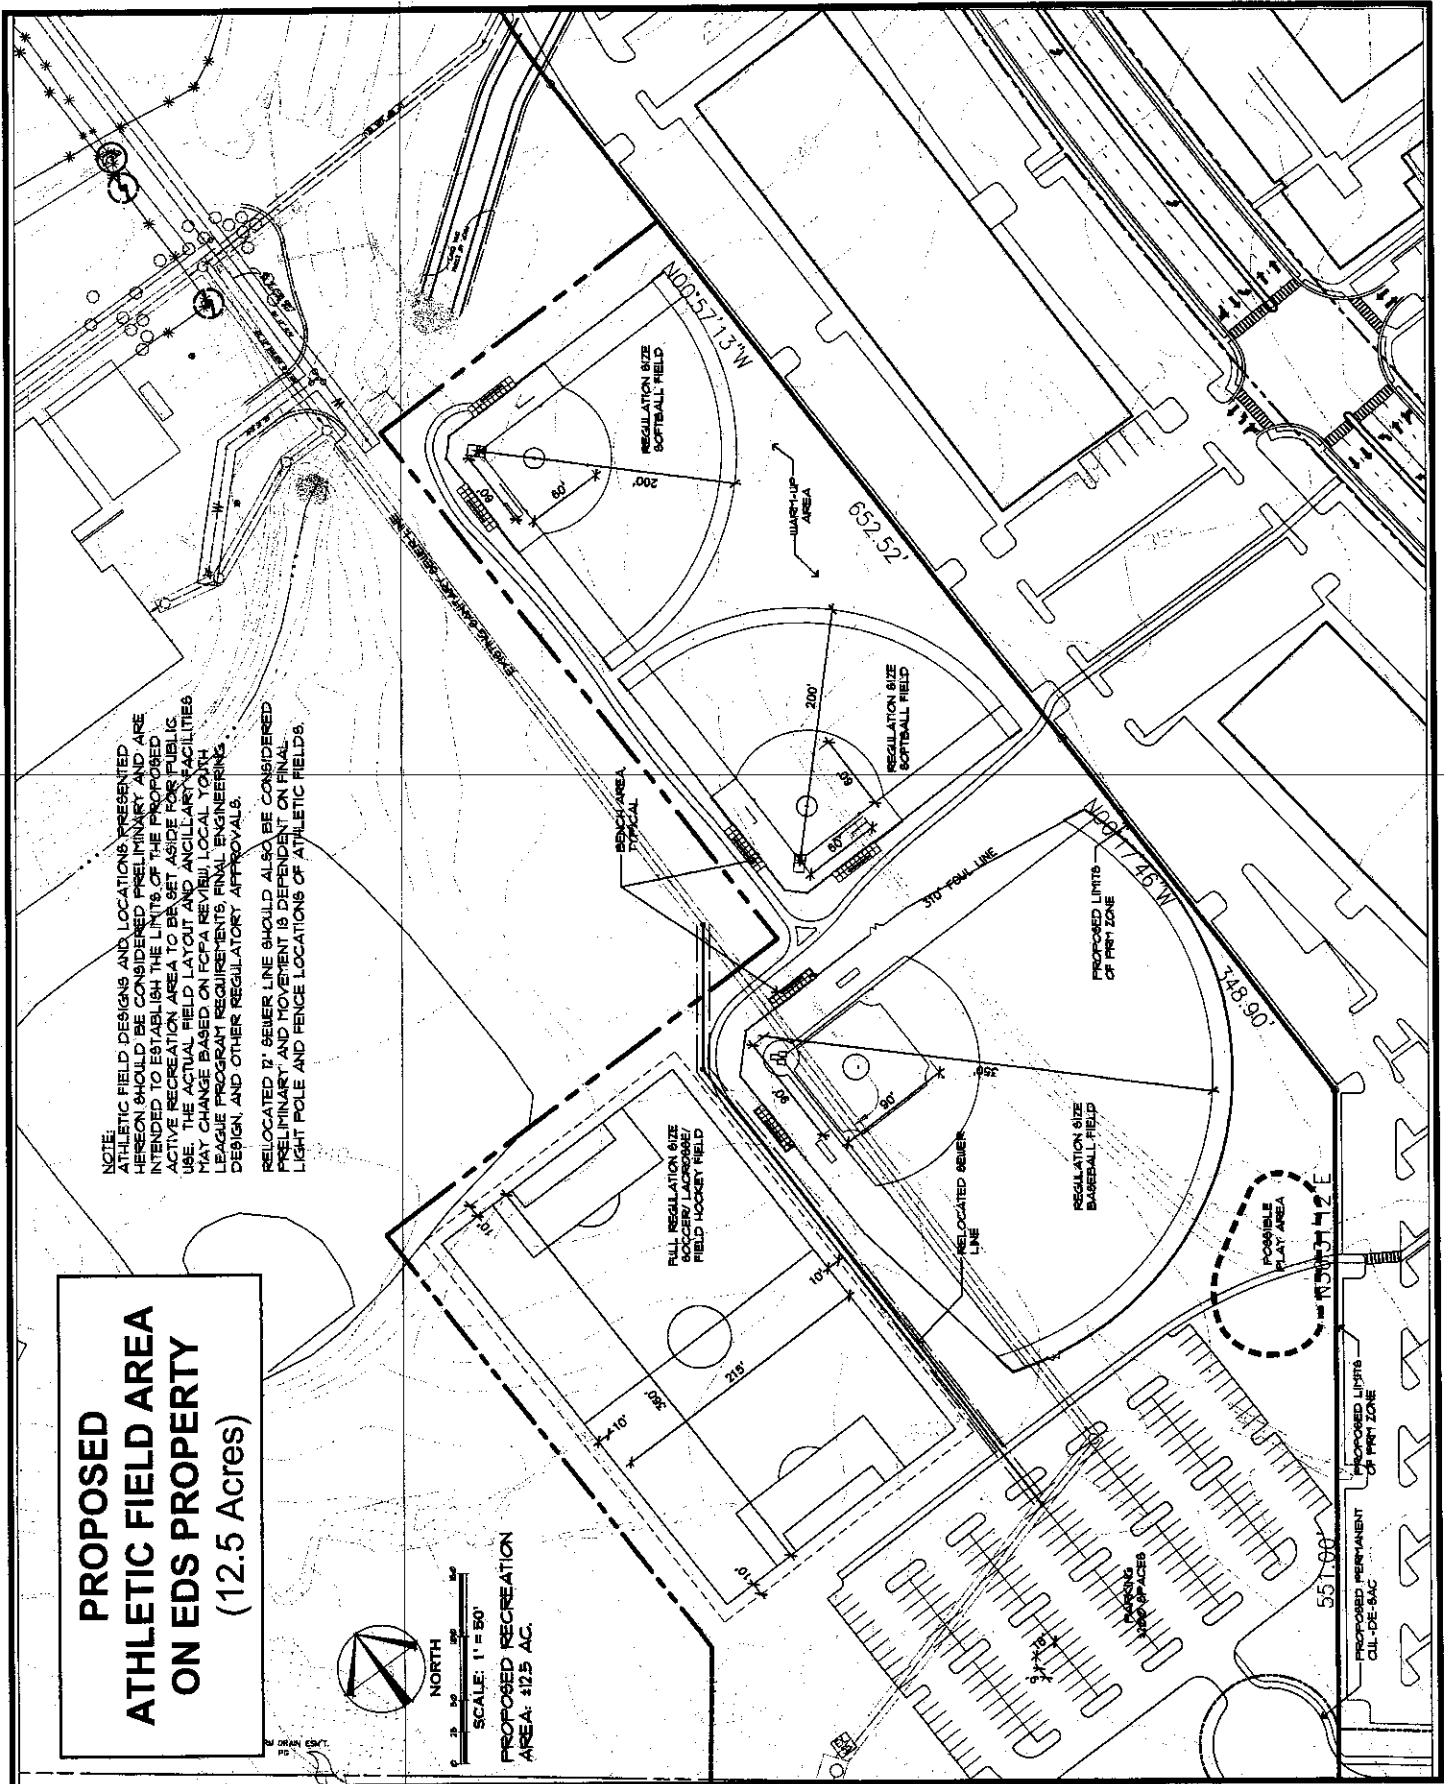 PROPOSED
ATHLETIC FIELD AREA
ON EDS PROPERTY
(12.5 Acres)
NOTE:
ATHLETIC FIELD DESIGNS AND LOCATIONS PRESENTED
HEREON SHOULD BE CONSIDERED PRELIMINARY AND ARE
INTENDED TO ESTABLISH THE LIMITS OF THE PROPOSED
ACTIVE RECREATION AREA TO BE SET ASIDE FOR PUBLIC
USE. THE ACTUAL FIELD LAYOUT AND ANCILLARY FACILITIES
MAY CHANGE BASED ON FCPA REVIEW, LOCAL YOUTH
LEAGUE PROGRAM REQUIREMENTS, FINAL ENGINEERING
DESIGN, AND OTHER REGULATORY APPROVALS.
RELOCATED 12" SEWER LINE SHOULD ALSO BE CONSIDERED
PRELIMINARY AND MOVEMENT IS DEPENDENT ON FINAL
LIGHT POLE AND FENCE LOCATIONS OF ATHLETIC FIELDS.
NORTH
SCALE: 1" = 50'
PROPOSED RECREATION
AREA: ±12.5 AC.
EXISTING SANITARY SEWER LINE
BENCH AREA,
TYPICAL
REGULATION SIZE
SOFTBALL FIELD
200'
60'
60'
WARM-UP
AREA
REGULATION SIZE
SOFTBALL FIELD
200'
60'
60'
N00°57'13"W
652.52'
310' FOUL LINE
PROPOSED LIMITS
OF PRM ZONE
348.90'
350'
90'
90'
REGULATION SIZE
BASEBALL FIELD
RELOCATED SEWER
LINE
FULL REGULATION SIZE
SOCCER/ LACROSSE/
FIELD HOCKEY FIELD
10'
10'
10'
10'
215'
360'
POSSIBLE
PLAY AREA
PARKING
551.00'
PROPOSED LIMITS
OF PRM ZONE
PROPOSED PERMANENT
CUL-DE-SAC